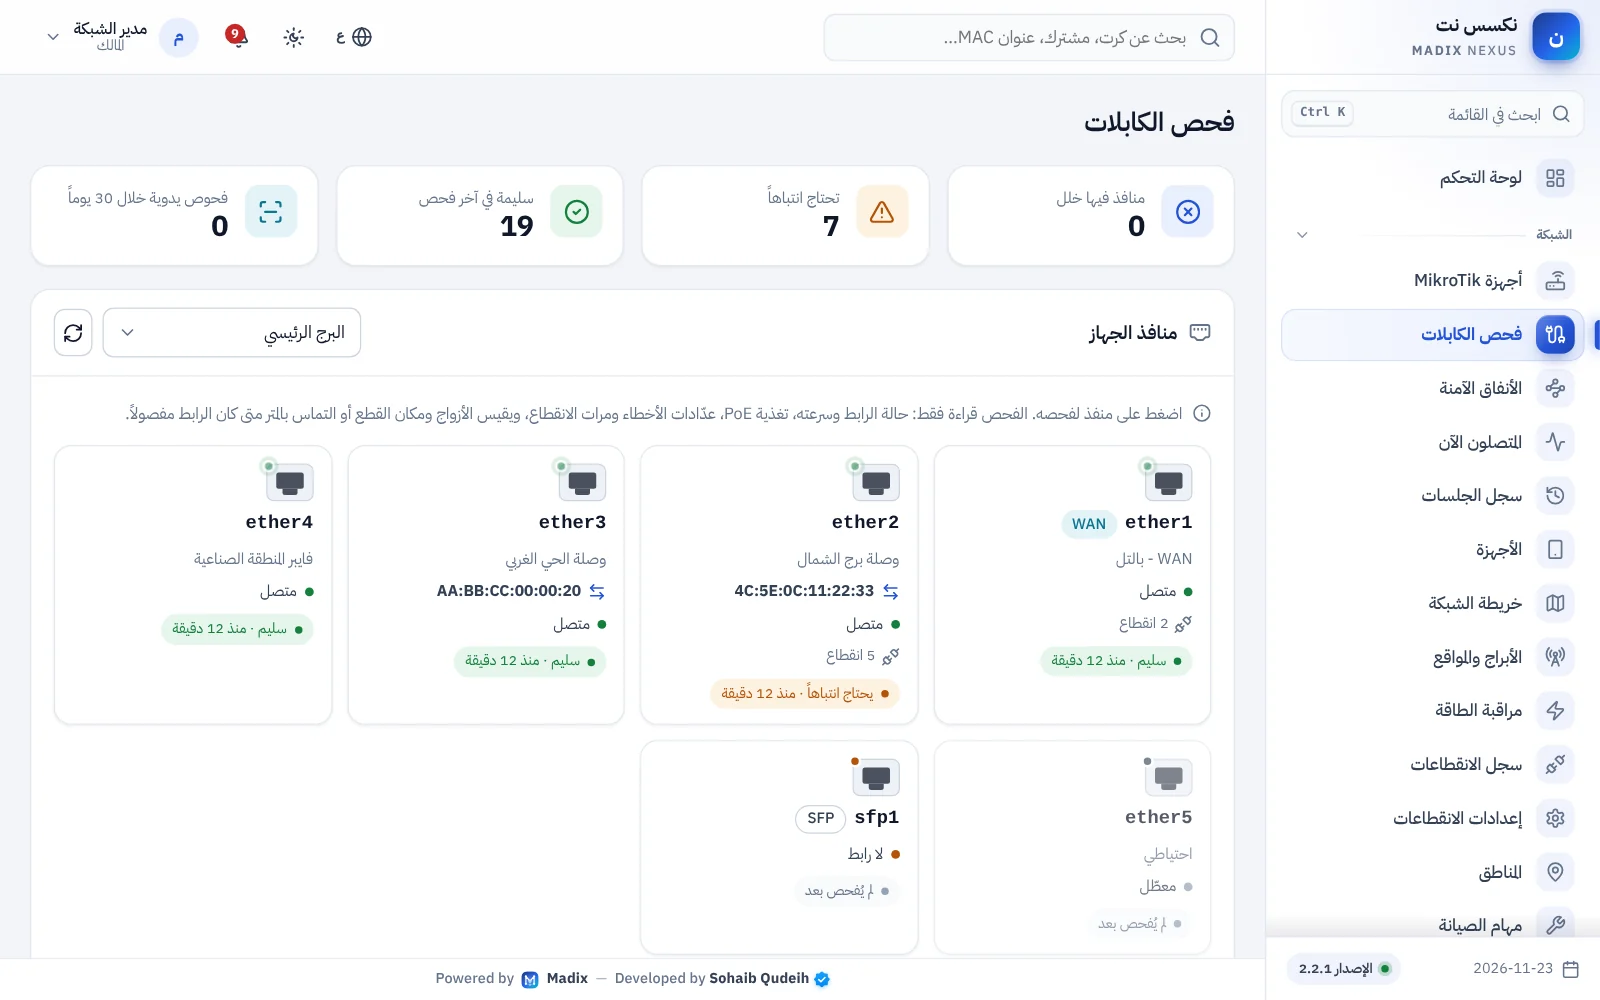 نكسس نت
MADIX NEXUS
ن
بحث عن كرت، مشترك، عنوان MAC...
ع
9
م
مدير الشبكة
المالك
ابحث في القائمة
Ctrl K
لوحة التحكم
الشبكة
أجهزة MikroTik
فحص الكابلات
الأنفاق الآمنة
المتصلون الآن
سجل الجلسات
الأجهزة
خريطة الشبكة
الأبراج والمواقع
مراقبة الطاقة
سجل الانقطاعات
إعدادات الانقطاعات
المناطق
مهام الصيانة
2026-11-23
الإصدار 2.2.1
فحص الكابلات
منافذ فيها خلل
0
تحتاج انتباهاً
7
سليمة في آخر فحص
19
فحوص يدوية خلال 30 يوماً
0
منافذ الجهاز
البرج الرئيسي
اضغط على منفذ لفحصه. الفحص قراءة فقط: حالة الرابط وسرعته، تغذية PoE، عدّادات الأخطاء ومرات الانقطاع، ويقيس الأزواج ومكان القطع أو التماس بالمتر متى كان الرابط مفصولاً.
ether1 WAN
WAN - بالتل
متصل
2 انقطاع
سليم · منذ 12 دقيقة
ether2
وصلة برج الشمال
4C:5E:0C:11:22:33
متصل
5 انقطاع
يحتاج انتباهاً · منذ 12 دقيقة
ether3
وصلة الحي الغربي
AA:BB:CC:00:00:20
متصل
سليم · منذ 12 دقيقة
ether4
فايبر المنطقة الصناعية
متصل
سليم · منذ 12 دقيقة
ether5
احتياطي
معطّل
لم يُفحص بعد
sfp1 SFP
لا رابط
لم يُفحص بعد
Powered by Madix — Developed by Sohaib Qudeih